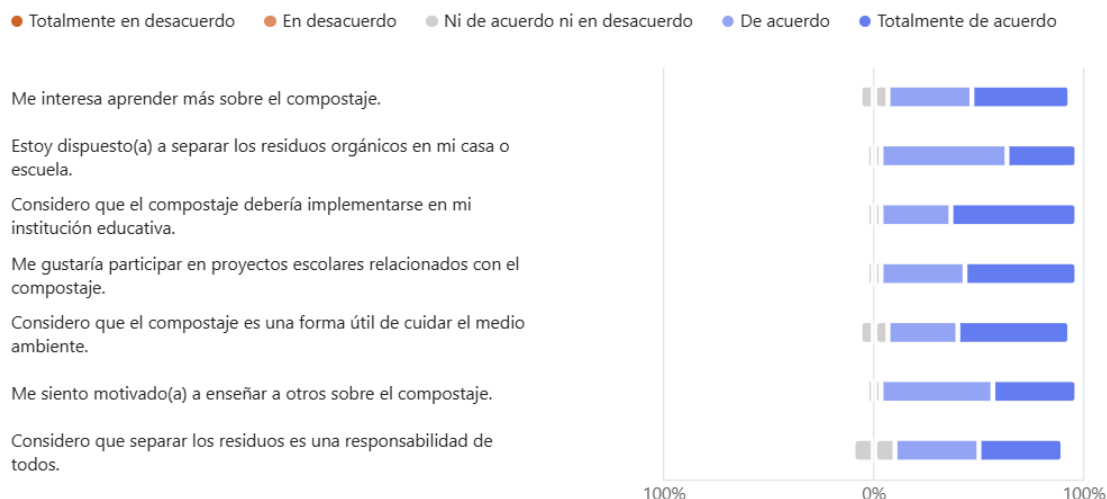 Totalmente en desacuerdo En desacuerdo Ni de acuerdo ni en desacuerdo De acuerdo Totalmente de acuerdo
Me interesa aprender más sobre el compostaje.
Estoy dispuesto(a) a separar los residuos orgánicos en mi casa o
escuela.
Considero que el compostaje debería implementarse en mi
institución educativa.
Me gustaría participar en proyectos escolares relacionados con el
compostaje.
Considero que el compostaje es una forma útil de cuidar el medio
ambiente.
Me siento motivado(a) a enseñar a otros sobre el compostaje.
Considero que separar los residuos es una responsabilidad de
todos.
100% 0% 100%